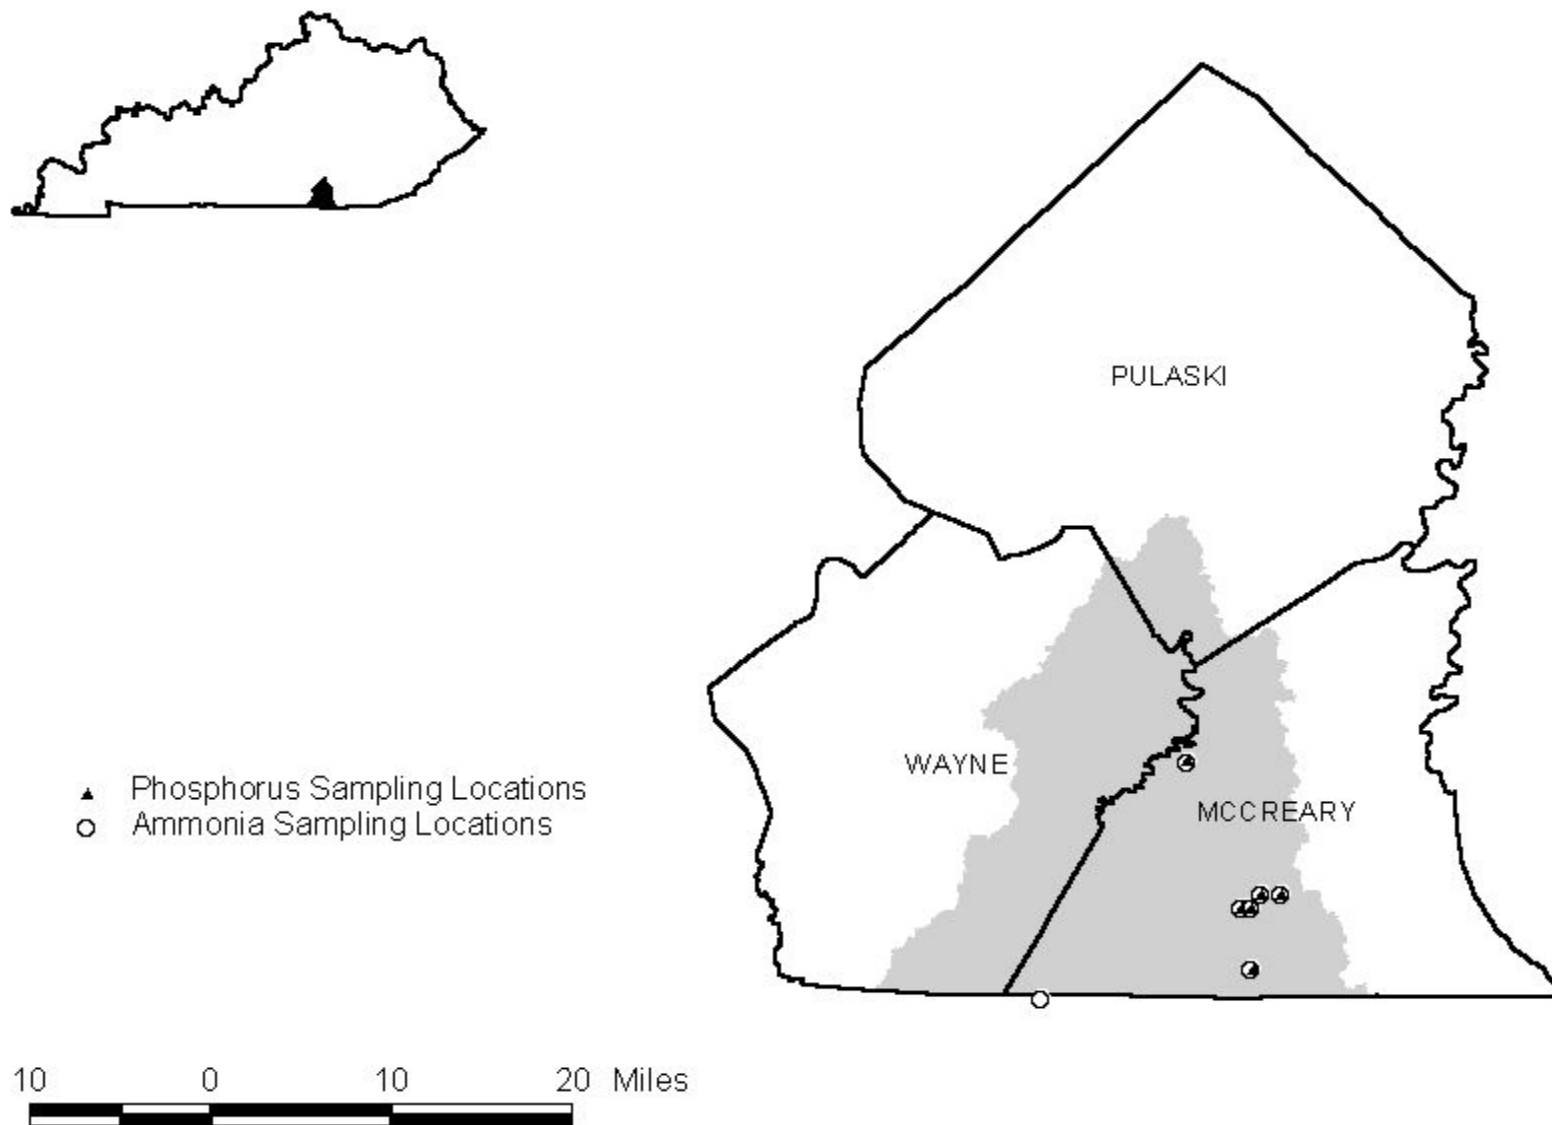 PULASKI
WAYNE
MCCREARY
Phosphorus Sampling Locations
Ammonia Sampling Locations
10 0 10 20 Miles